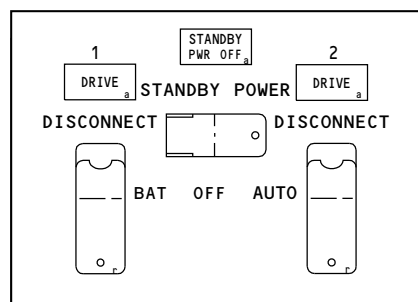 STANDBY
PWR OFF
a
1
2
DRIVE
a
STANDBY POWER
DRIVE
a
DISCONNECT
DISCONNECT
BAT OFF AUTO
r
r